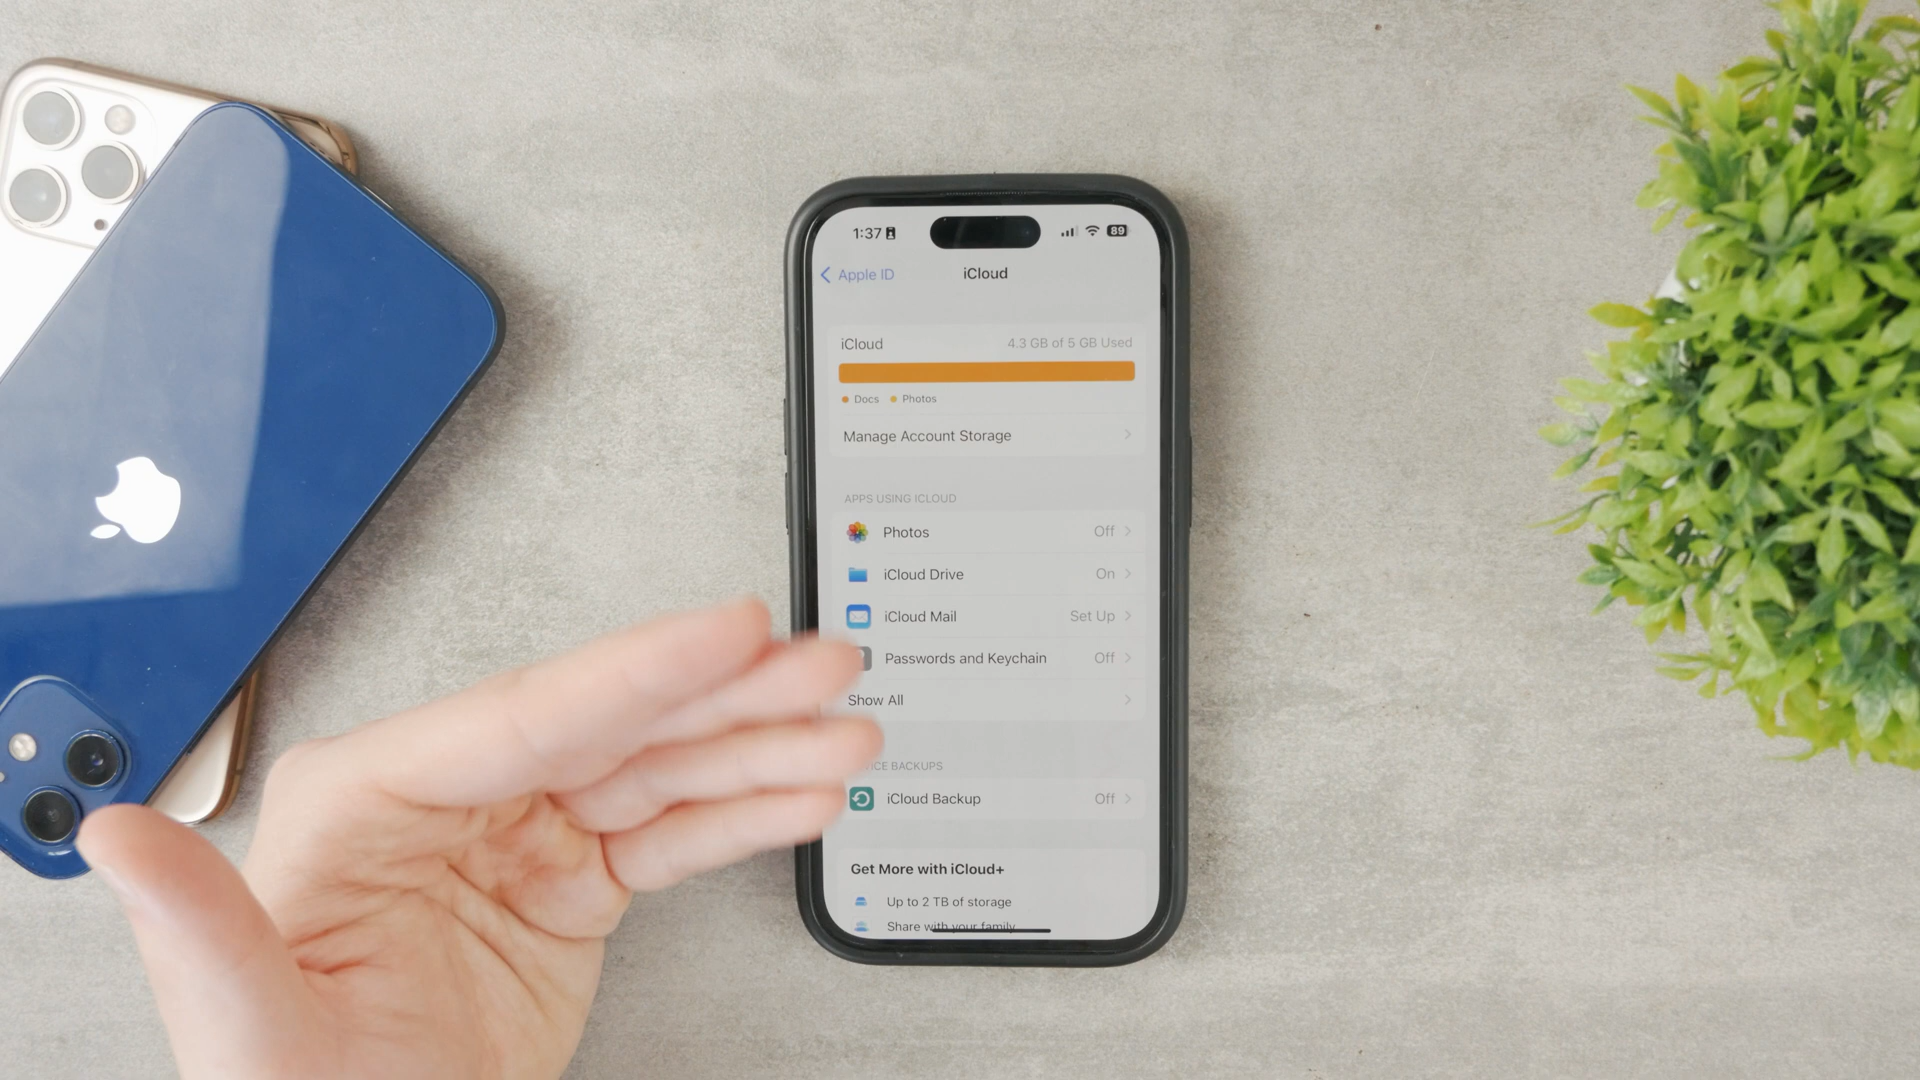 1:37
89
Apple ID
iCloud
iCloud 4.3 GB of 5 GB Used
Docs Photos
Manage Account Storage
APPS USING ICLOUD
Photos Off
iCloud Drive On
iCloud Mail Set Up
Passwords and Keychain Off
Show All
BACKUPS
iCloud Backup Off
Get More with iCloud+
Up to 2 TB of storage
Share with your family